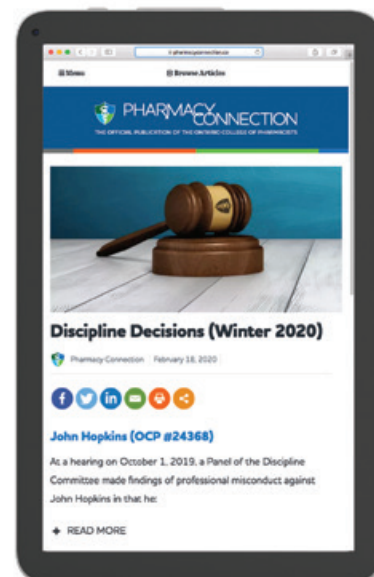 pharmacyconnection.ca
Menu
Browse Articles
PHARMACY
CONNECTION
THE OFFICIAL PUBLICATION OF THE ONTARIO COLLEGE OF PHARMACISTS
Discipline Decisions (Winter 2020)
Pharmacy Connection February 18, 2020
John Hopkins (OCP #24368)
At a hearing on October 1, 2019, a Panel of the Discipline
Committee made findings of professional misconduct against
John Hopkins in that he:
+ READ MORE